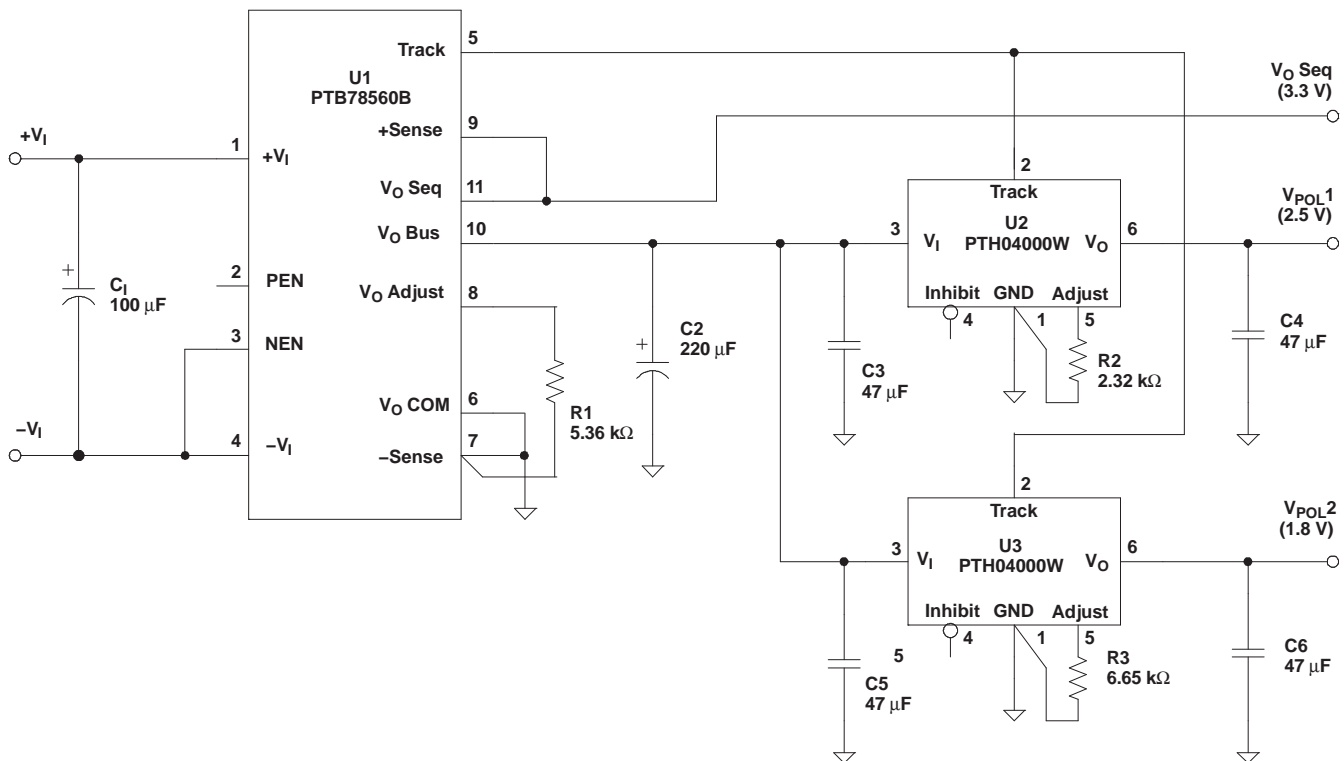 5
Track
U1
PTB78560B
V_O Seq
(3.3 V)
9
+Sense
+V_I
1
+V_I
V_O Seq
11
2
Track
U2
PTH04000W
V_POL1
(2.5 V)
V_O Bus
10
3
V_I
V_O
6
+
C_I
100 μF
2
PEN
V_O Adjust
8
Inhibit
GND
Adjust
4
1
5
3
NEN
+
C2
220 μF
C3
47 μF
R2
2.32 kΩ
C4
47 μF
V_O COM
6
R1
5.36 kΩ
−V_I
4
−V_I
7
−Sense
2
Track
U3
PTH04000W
V_POL2
(1.8 V)
3
V_I
V_O
6
Inhibit
GND
Adjust
4
1
5
5
C5
47 μF
R3
6.65 kΩ
C6
47 μF